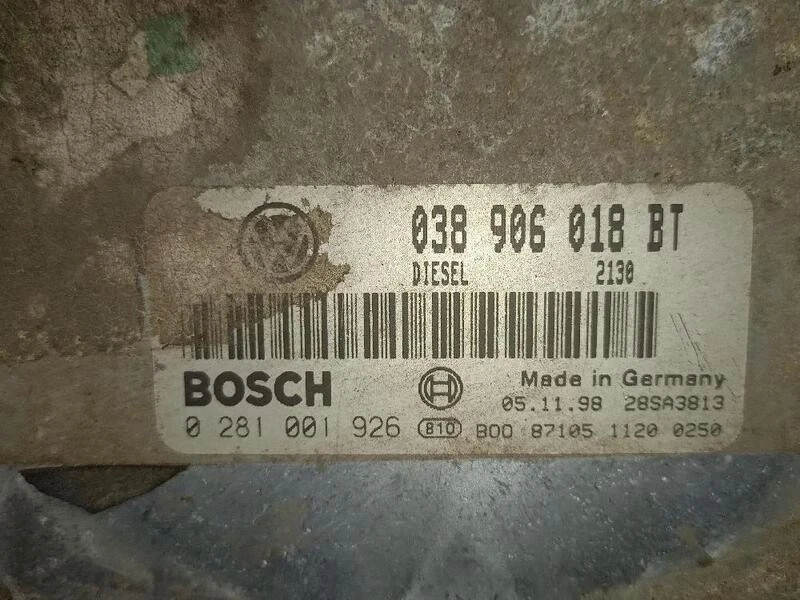 038 906 018 BT
DIESEL 2130
BOSCH
Made in Germany
05.11.98 28SA3813
0 281 001 926 810 B00 87105 1120 0250